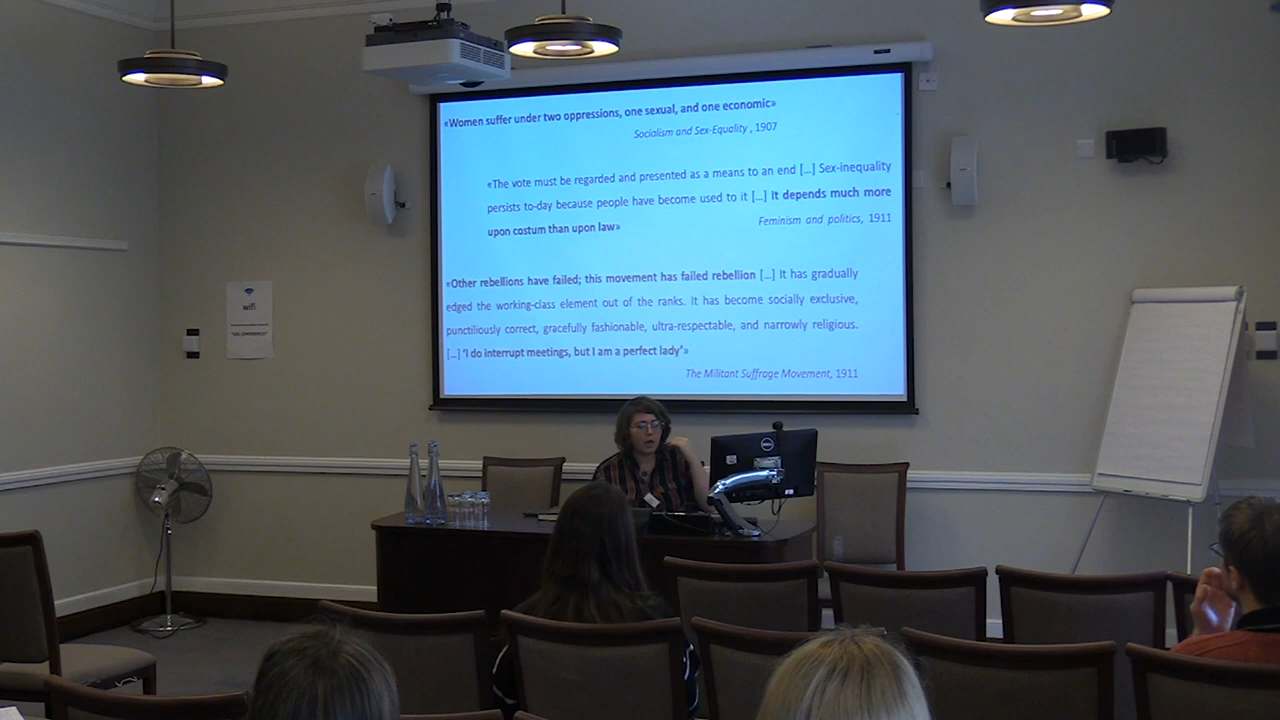 «Women suffer under two oppressions, one sexual, and one economic»
Socialism and Sex-Equality , 1907
«The vote must be regarded and presented as a means to an end [...] Sex-inequality
persists to-day because people have become used to it [...] It depends much more
upon costum than upon law»
Feminism and politics, 1911
«Other rebellions have failed; this movement has failed rebellion [...] It has gradually
edged the working-class element out of the ranks. It has become socially exclusive,
punctiliously correct, gracefully fashionable, ultra-respectable, and narrowly religious.
[...] 'I do interrupt meetings, but I am a perfect lady'»
The Militant Suffrage Movement, 1911
wifi
DELL